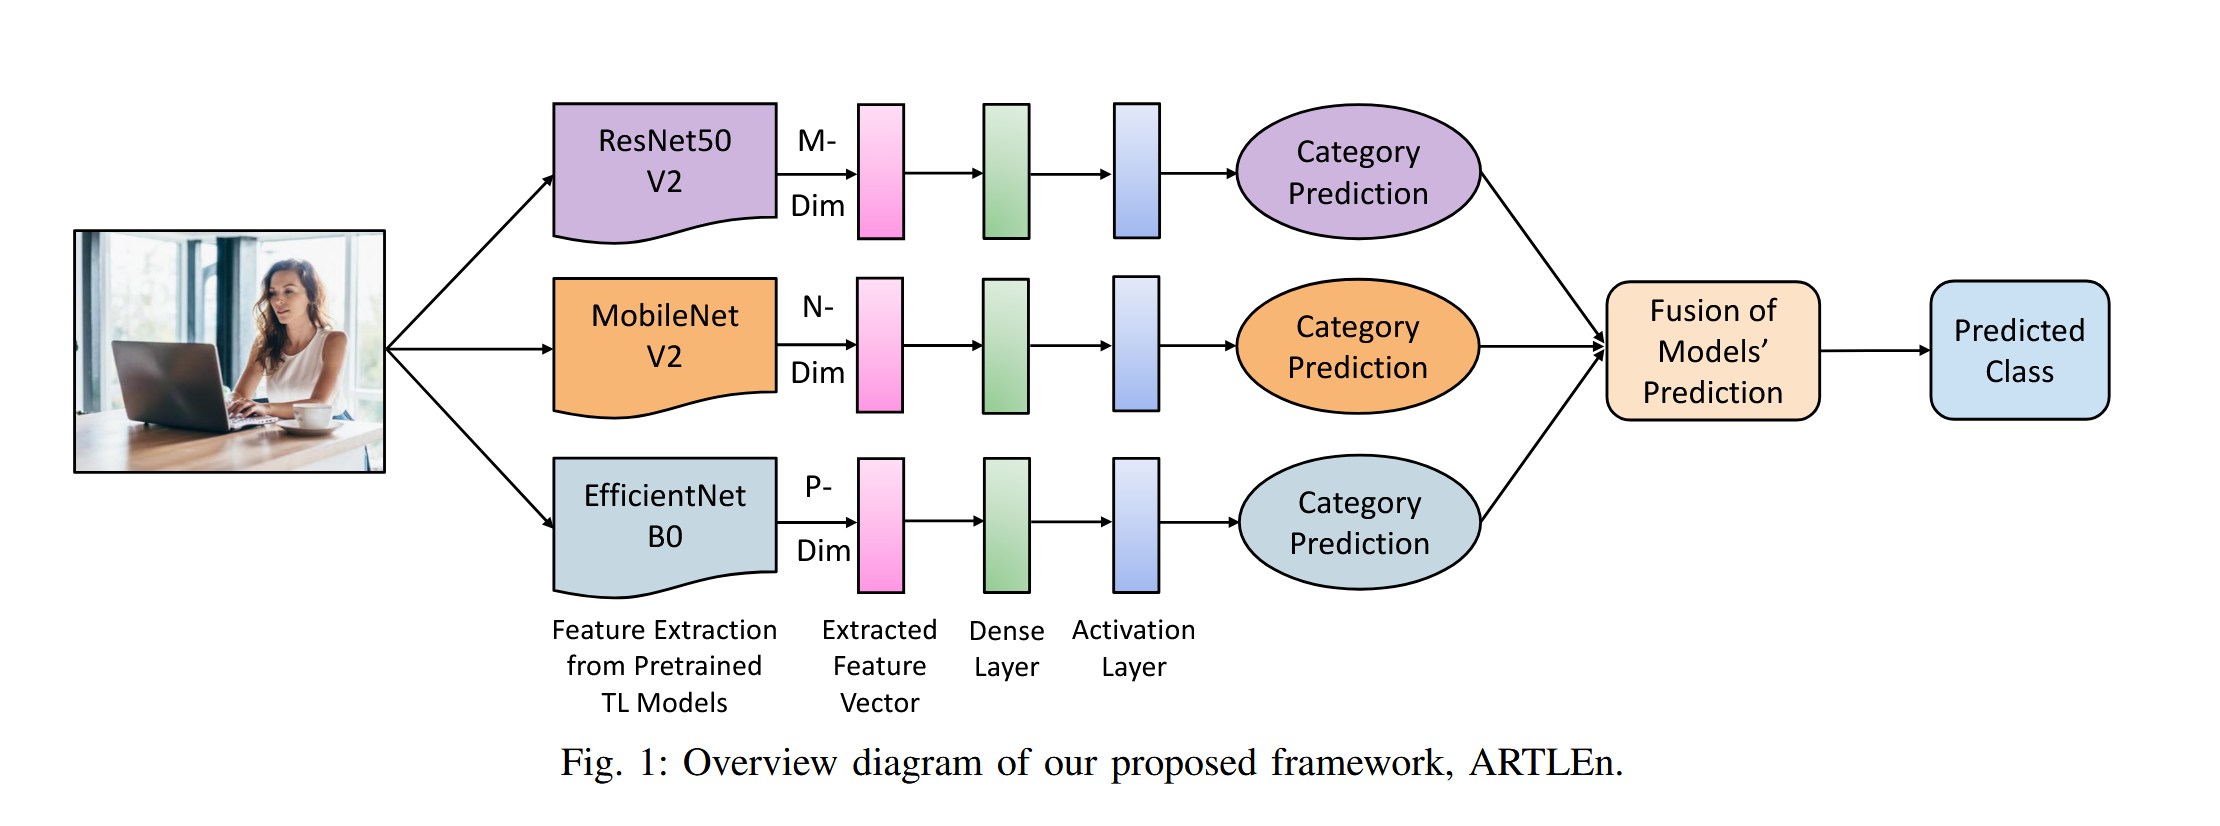 ResNet50
V2
M-
Dim
Category
Prediction
MobileNet
V2
N-
Dim
Category
Prediction
Fusion of
Models’
Prediction
Predicted
Class
EfficientNet
B0
P-
Dim
Category
Prediction
Feature Extraction
from Pretrained
TL Models
Extracted
Feature
Vector
Dense
Layer
Activation
Layer
Fig. 1: Overview diagram of our proposed framework, ARTLEn.